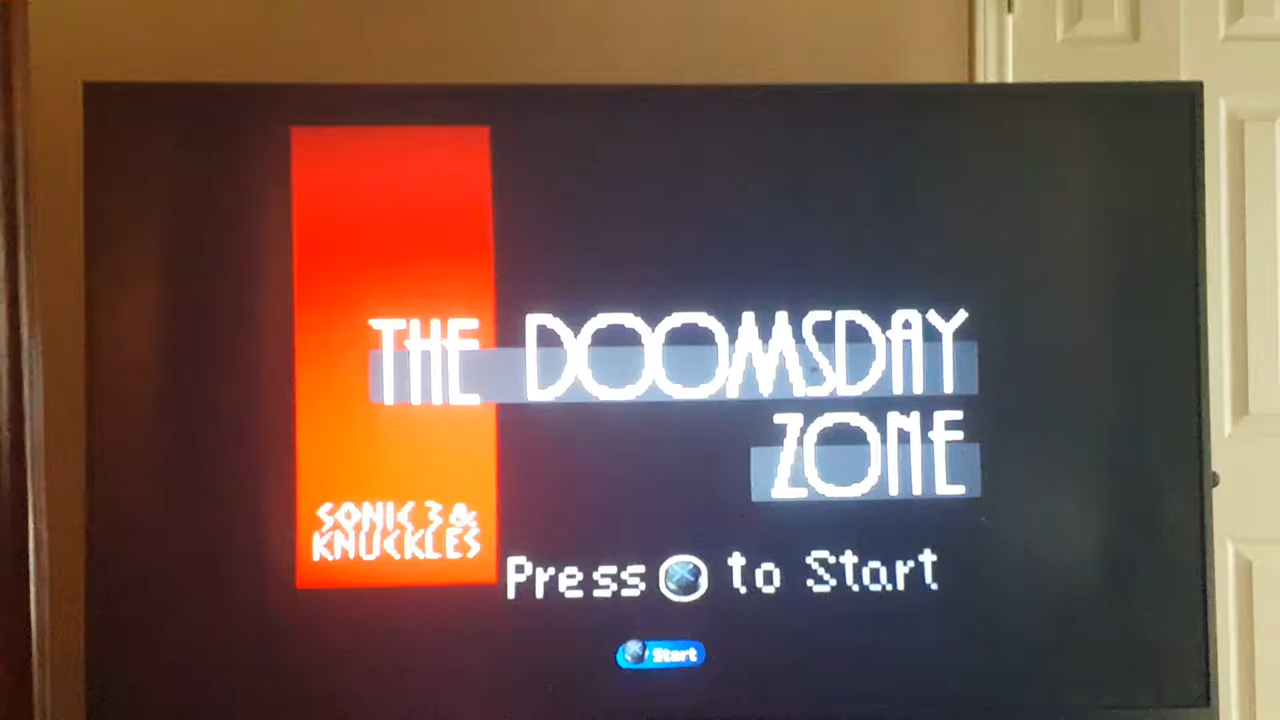 THE DOOMSDAY
ZONE
SONIC 3 &
KNUCKLES
Press to Start
Start